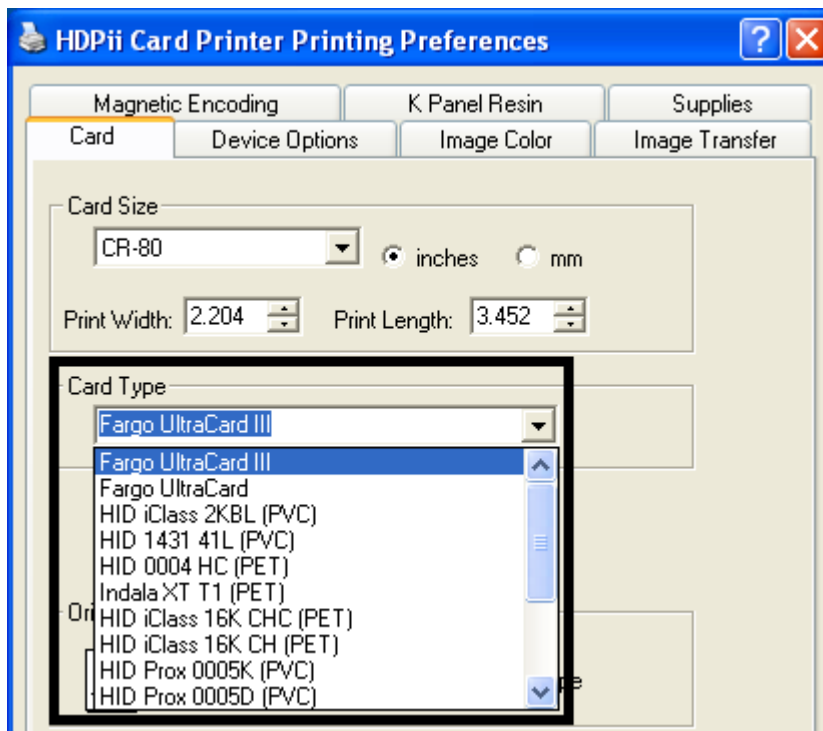 HDPii Card Printer Printing Preferences
Magnetic Encoding K Panel Resin Supplies
Card Device Options Image Color Image Transfer
Card Size
CR-80 inches mm
Print Width: 2.204 Print Length: 3.452
Card Type
Fargo UltraCard III
Fargo UltraCard III
Fargo UltraCard
HID iClass 2KBL (PVC)
HID 1431 41L (PVC)
HID 0004 HC (PET)
Indala XT T1 (PET)
HID iClass 16K CHC (PET)
HID iClass 16K CH (PET)
HID Prox 0005K (PVC)
HID Prox 0005D (PVC)